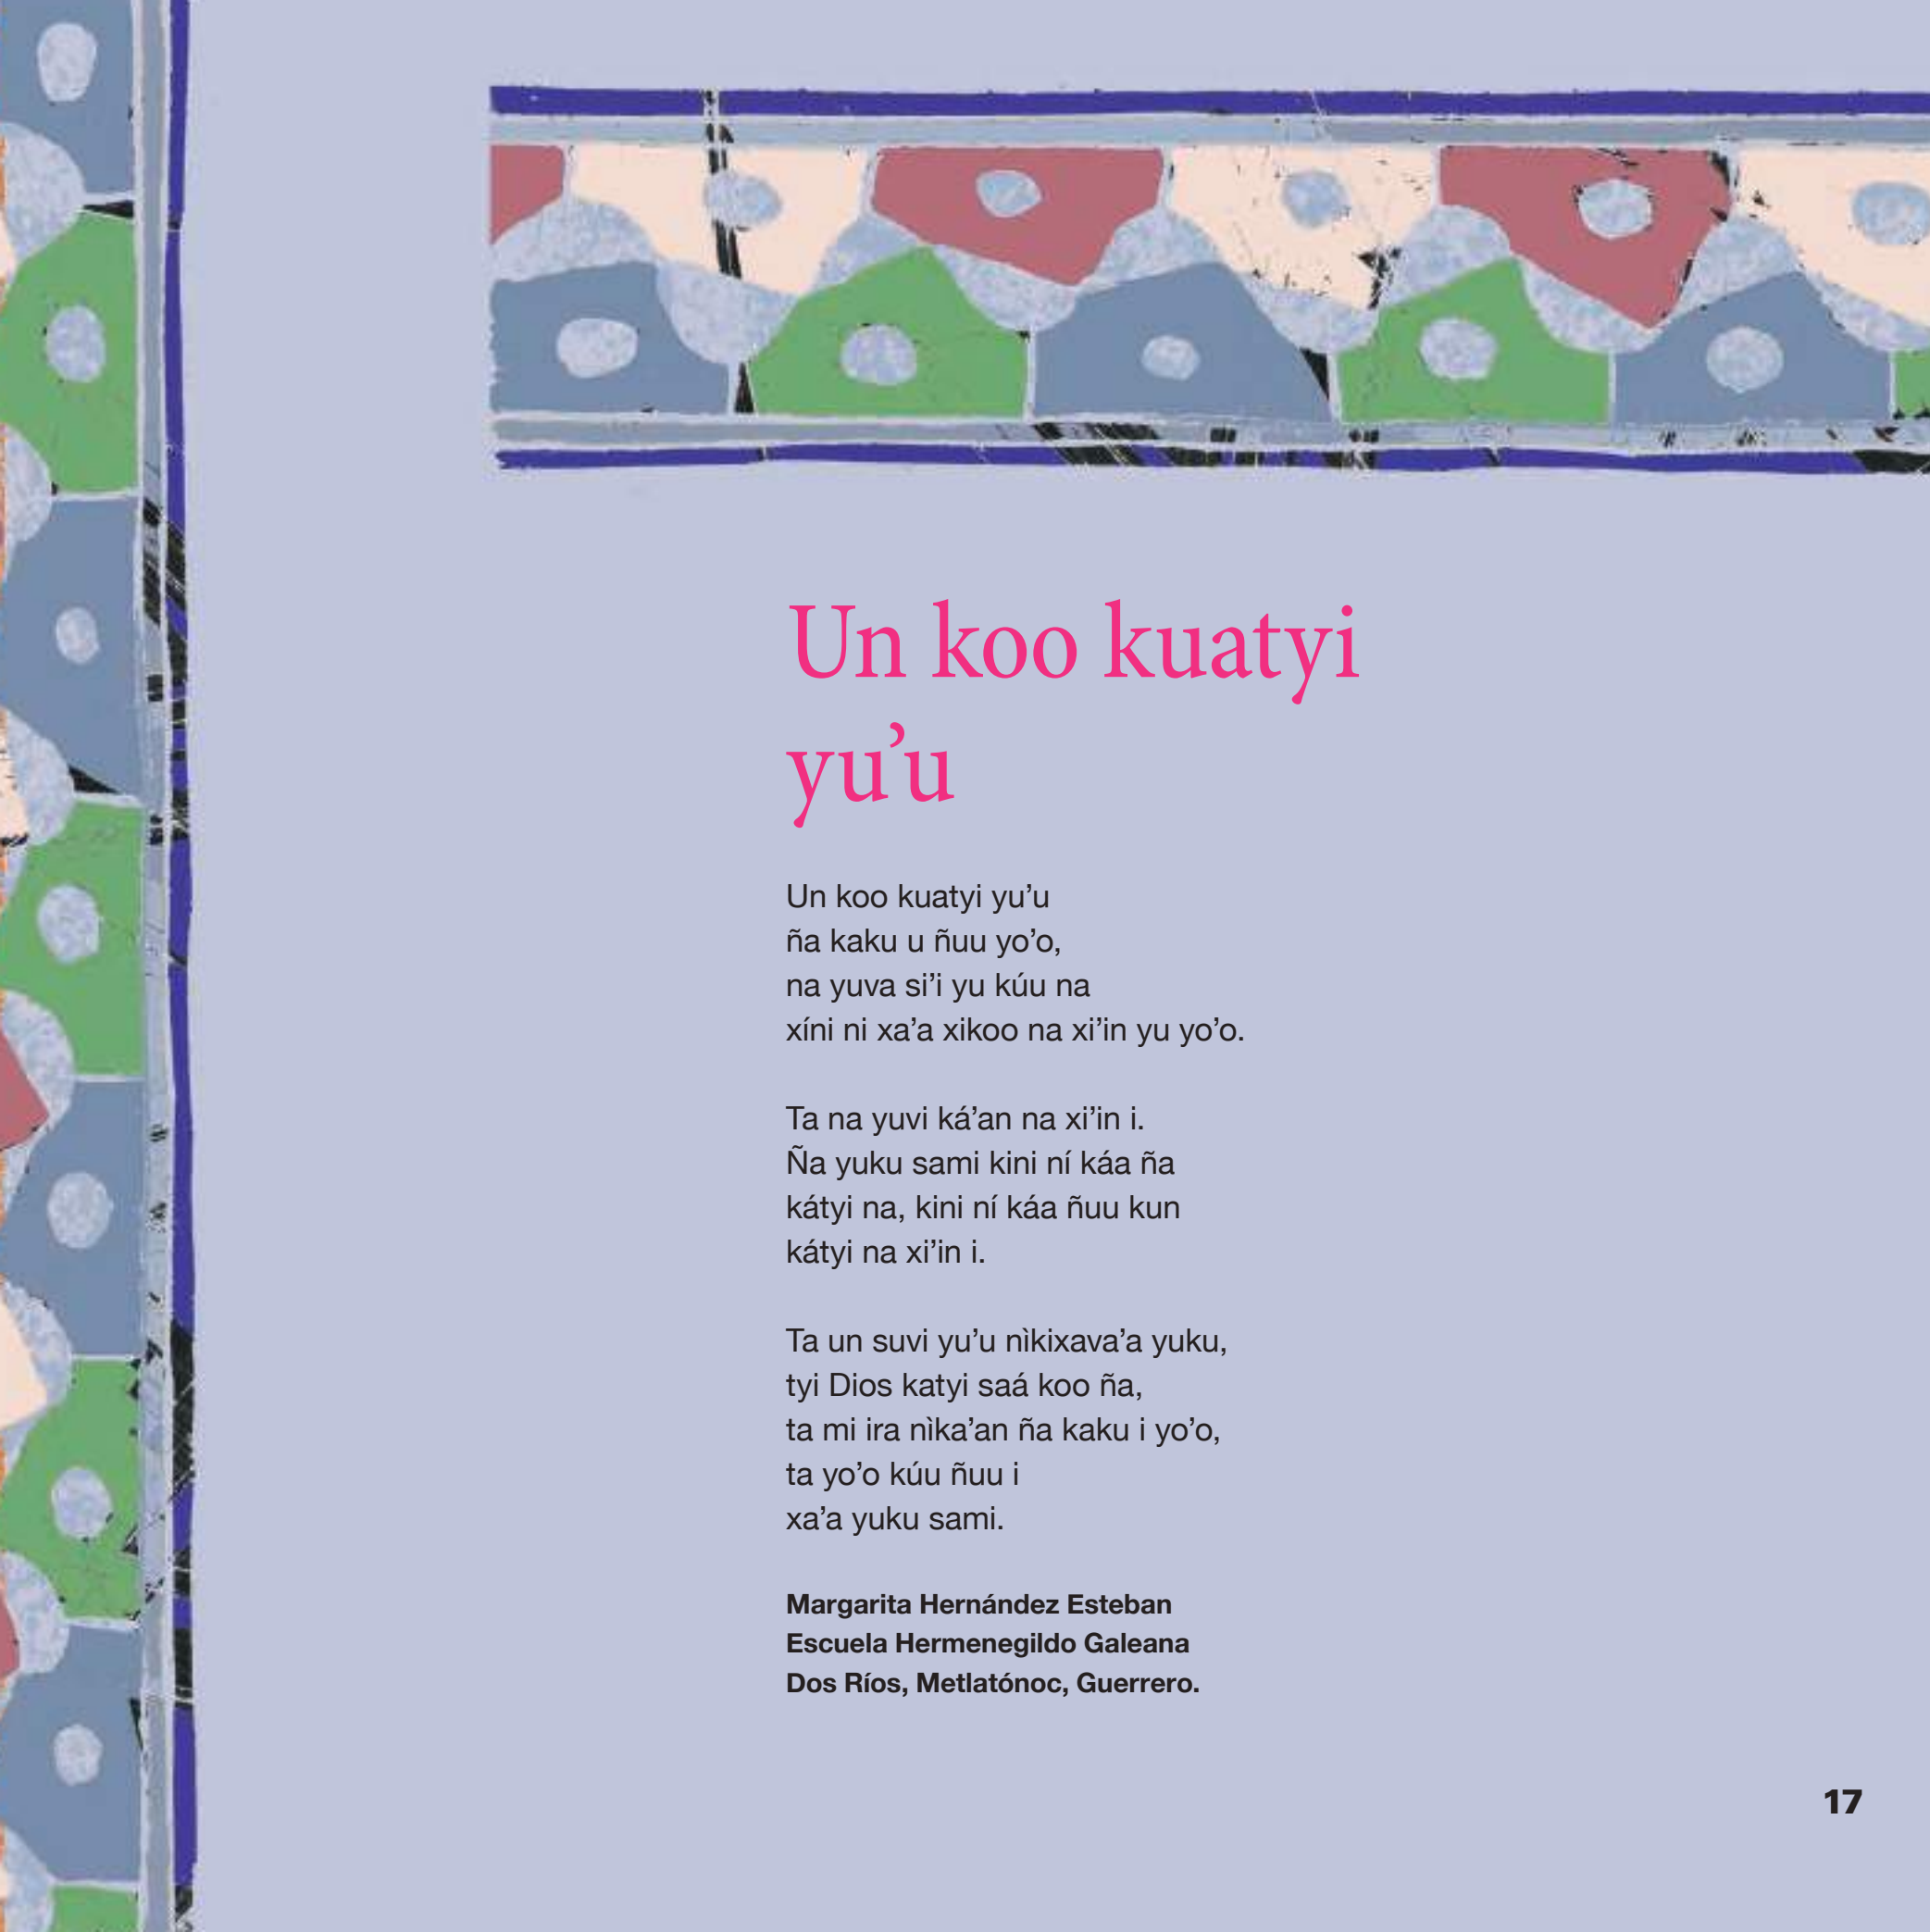 Un koo kuatyi
yu’u
Un koo kuatyi yu’u
ña kaku u ñuu yo’o,
na yuva si’i yu kúu na
xíni ni xa’a xikoo na xi’in yu yo’o.
Ta na yuvi ká’an na xi’in i.
Ña yuku sami kini ní káa ña
kátyi na, kini ní káa ñuu kun
kátyi na xi’in i.
Ta un suvi yu’u nìkixava’a yuku,
tyi Dios katyi saá koo ña,
ta mi ira nìka’an ña kaku i yo’o,
ta yo’o kúu ñuu i
xa’a yuku sami.
Margarita Hernández Esteban
Escuela Hermenegildo Galeana
Dos Ríos, Metlatónoc, Guerrero.
17